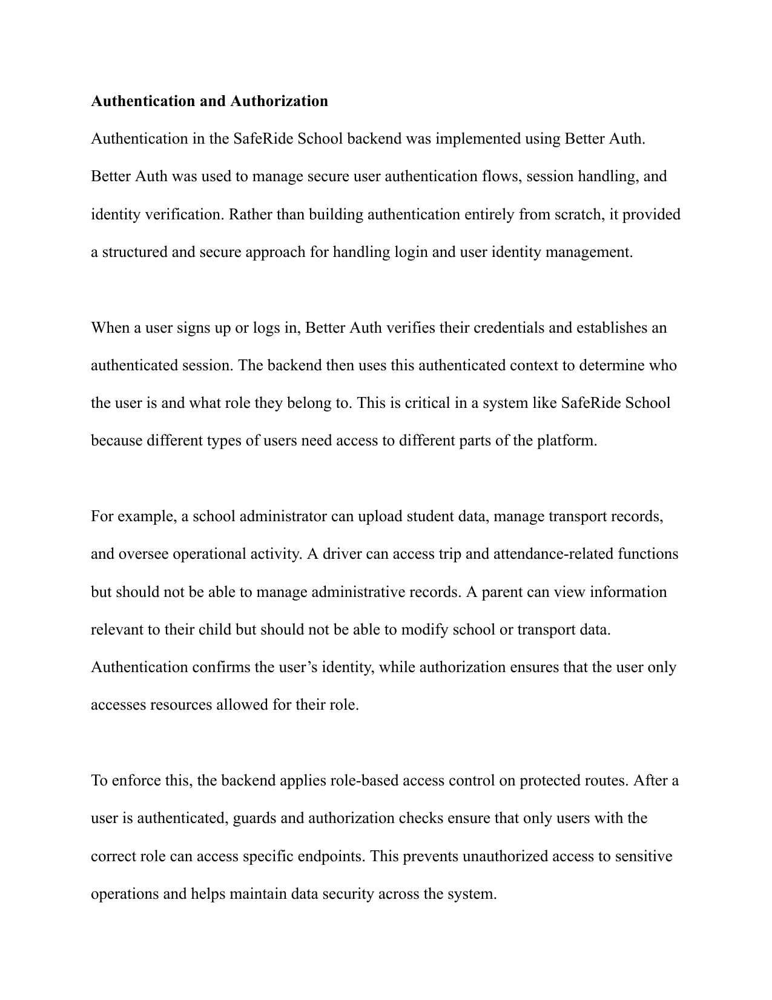 Authentication and Authorization
Authentication in the SafeRide School backend was implemented using Better Auth.
Better Auth was used to manage secure user authentication flows, session handling, and
identity verification. Rather than building authentication entirely from scratch, it provided
a structured and secure approach for handling login and user identity management.
When a user signs up or logs in, Better Auth verifies their credentials and establishes an
authenticated session. The backend then uses this authenticated context to determine who
the user is and what role they belong to. This is critical in a system like SafeRide School
because different types of users need access to different parts of the platform.
For example, a school administrator can upload student data, manage transport records,
and oversee operational activity. A driver can access trip and attendance-related functions
but should not be able to manage administrative records. A parent can view information
relevant to their child but should not be able to modify school or transport data.
Authentication confirms the user’s identity, while authorization ensures that the user only
accesses resources allowed for their role.
To enforce this, the backend applies role-based access control on protected routes. After a
user is authenticated, guards and authorization checks ensure that only users with the
correct role can access specific endpoints. This prevents unauthorized access to sensitive
operations and helps maintain data security across the system.